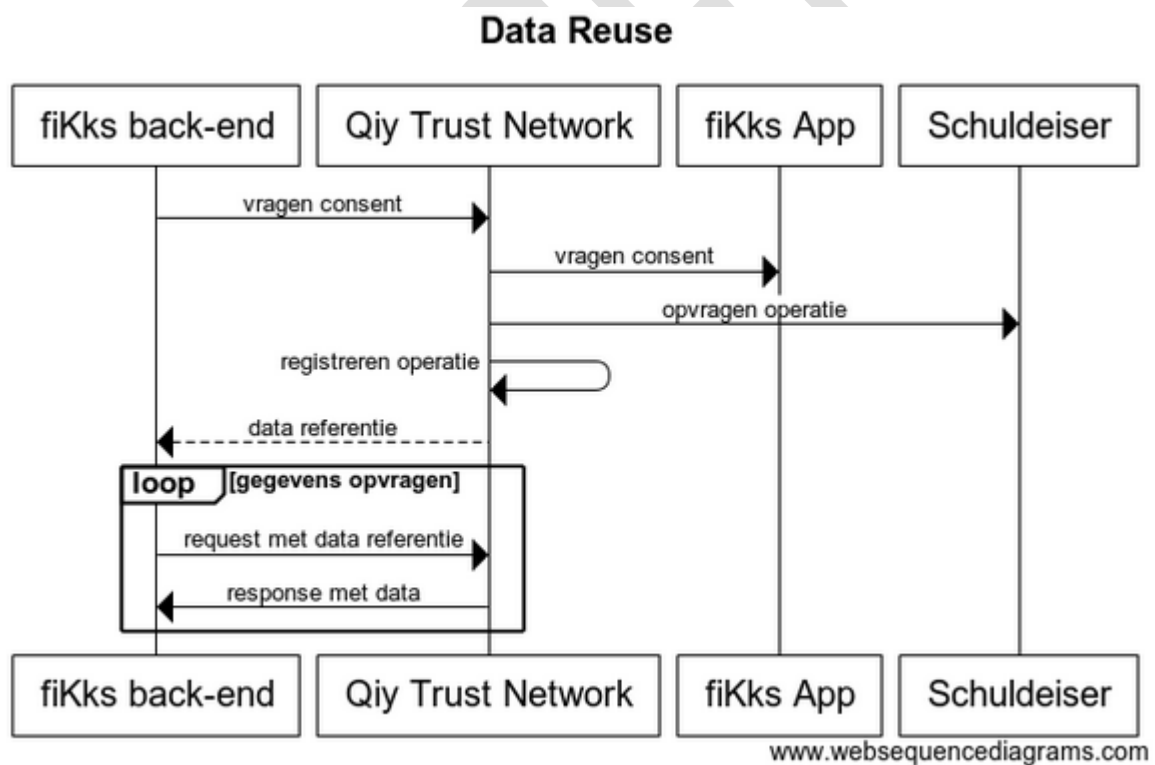 Data Reuse
fiKks back-end
Qiy Trust Network
fiKks App
Schuldeiser
vragen consent
vragen consent
opvragen operatie
registreren operatie
data referentie
loop
[gegevens opvragen]
request met data referentie
response met data
fiKks back-end
Qiy Trust Network
fiKks App
Schuldeiser
www.websequencediagrams.com